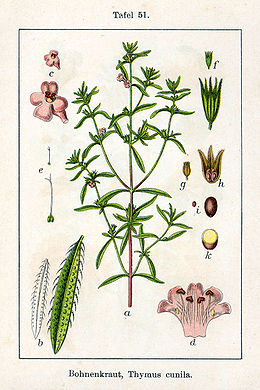 Tafel 51.
c
f
e
g
h
i
k
b
a
d
Bohnenkraut, Thymus cunila.